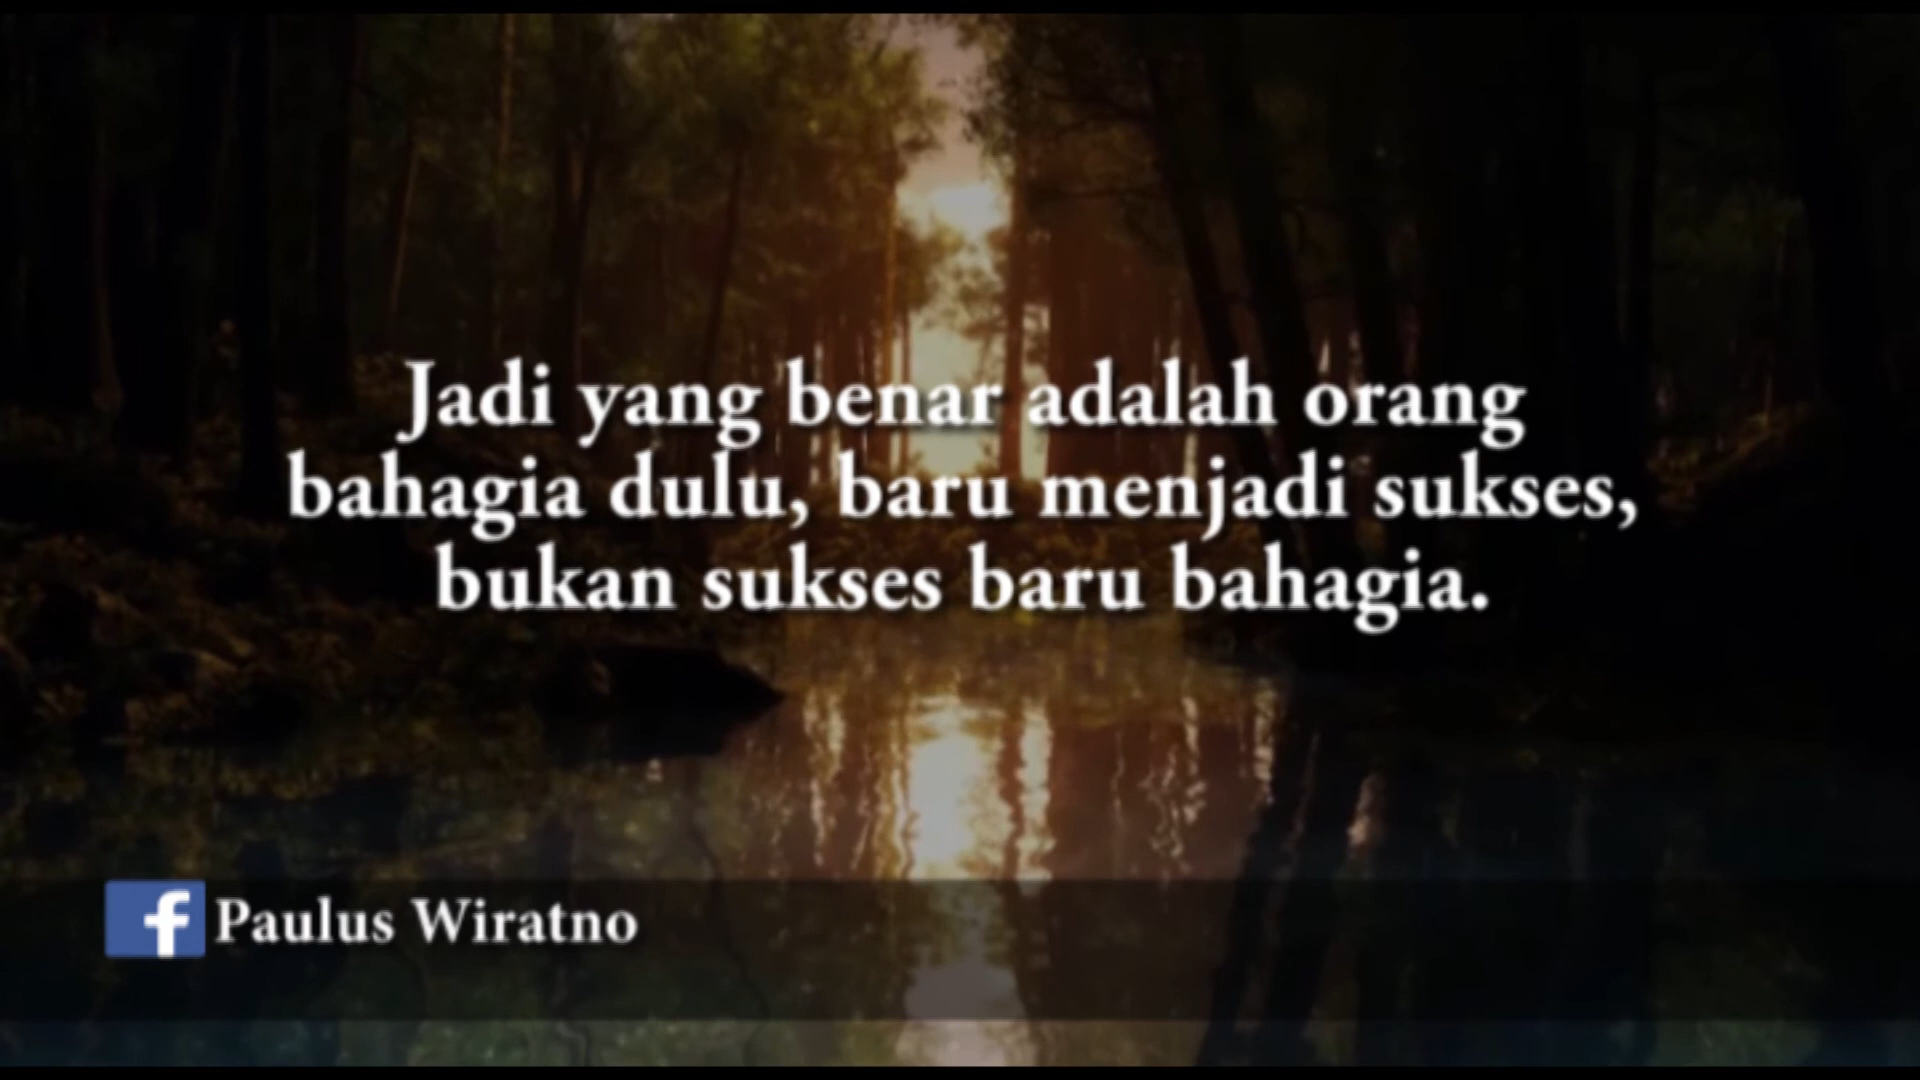 Jadi yang benar adalah orang
bahagia dulu, baru menjadi sukses,
bukan sukses baru bahagia.
f Paulus Wiratno